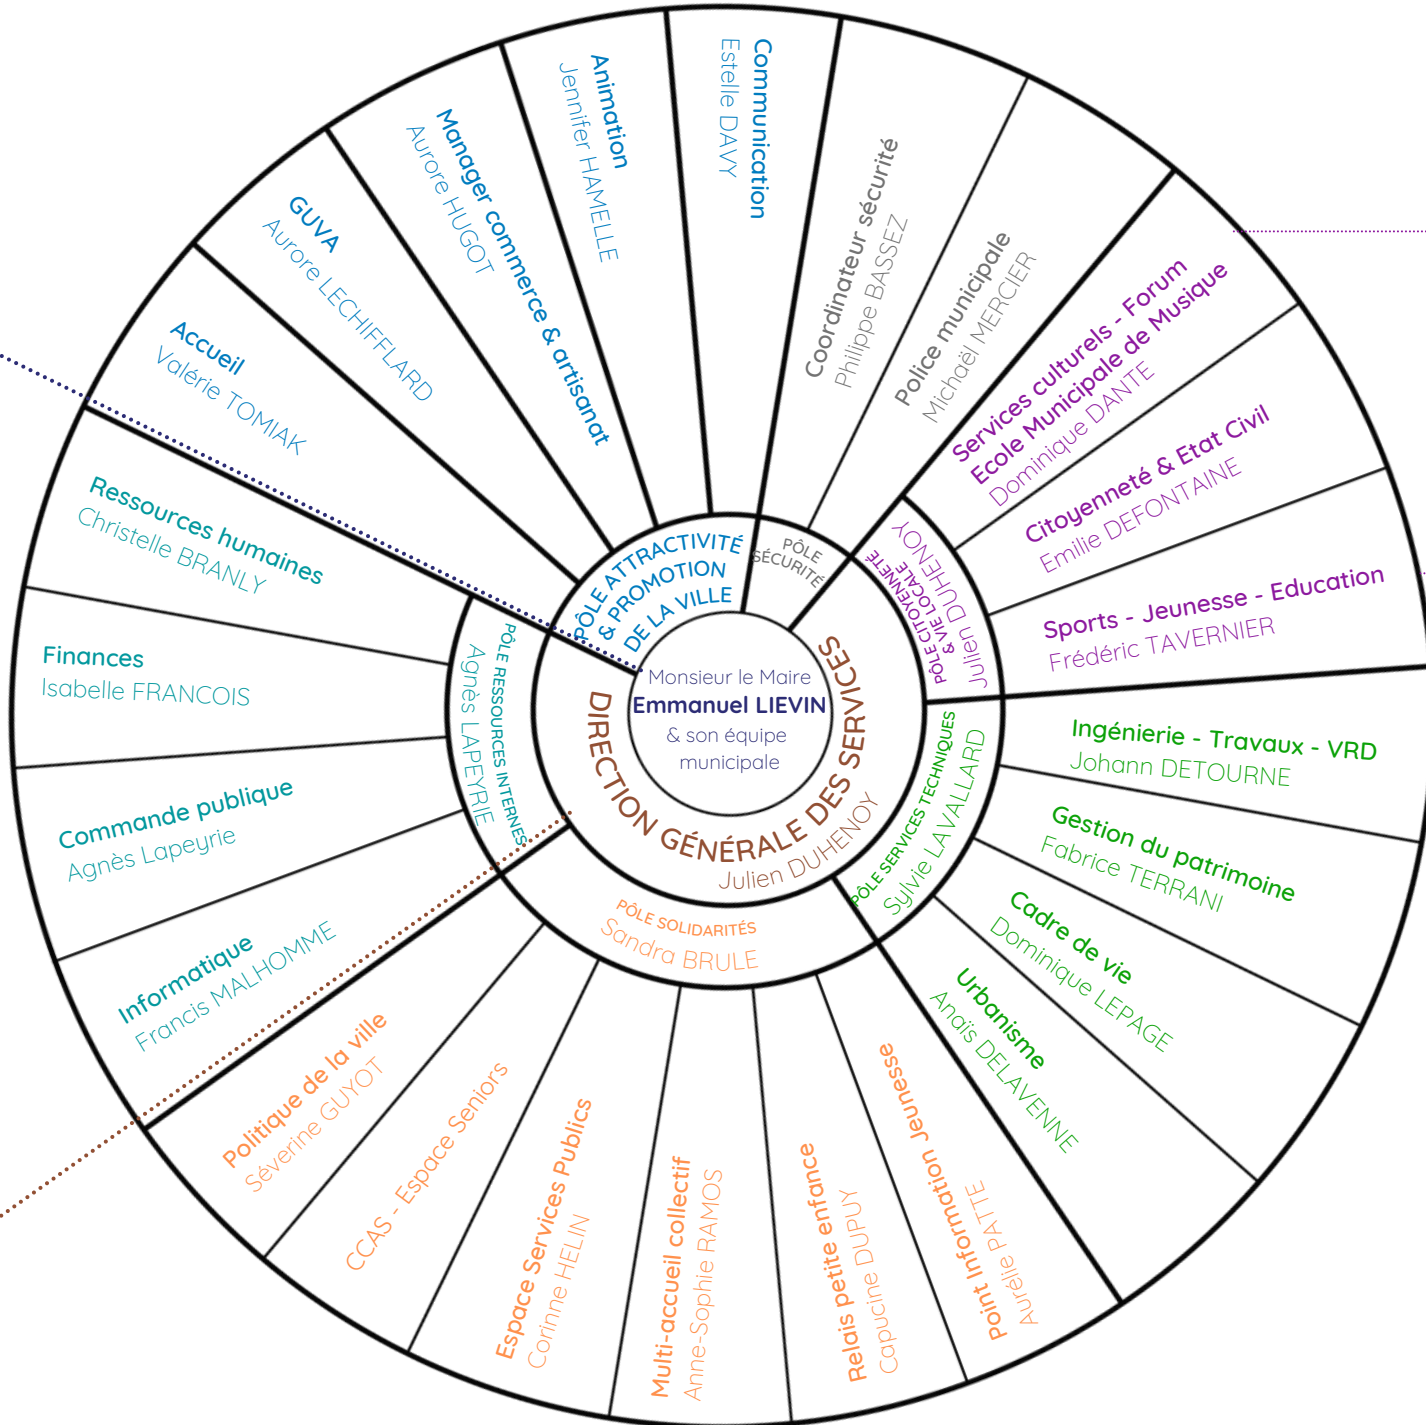 Monsieur le Maire
Emmanuel LIEVIN
& son équipe
municipale
DIRECTION GÉNÉRALE DES SERVICES
Julien DUHENOY
PÔLE ATTRACTIVITÉ
& PROMOTION
DE LA VILLE
Accueil
Valérie TOMIAK
GUVA
Aurore LECHIFFLARD
Manager commerce & artisanat
Aurore HUGOT
Animation
Jennifer HAMELLE
Communication
Estelle DAVY
PÔLE
SÉCURITÉ
Coordinateur sécurité
Philippe BASSEZ
Police municipale
Michaël MERCIER
PÔLE CITOYENNETÉ
& VIE LOCALE
Julien DUHENOY
Services culturels - Forum
Ecole Municipale de Musique
Dominique DANTE
Citoyenneté & Etat Civil
Emilie DEFONTAINE
Sports - Jeunesse - Education
Frédéric TAVERNIER
PÔLE SERVICES TECHNIQUES
Sylvie LAVALLARD
Ingénierie - Travaux - VRD
Johann DETOURNE
Gestion du patrimoine
Fabrice TERRANI
Cadre de vie
Dominique LEPAGE
Urbanisme
Anaïs DELAVENNE
PÔLE SOLIDARITÉS
Sandra BRULE
Point Information Jeunesse
Aurélie PATTE
Relais petite enfance
Capucine DUPUY
Multi-accueil collectif
Anne-Sophie RAMOS
Espace Services Publics
Corinne HELIN
CCAS - Espace Seniors
Politique de la ville
Séverine GUYOT
PÔLE RESSOURCES INTERNES
Agnès LAPEYRIE
Informatique
Francis MALHOMME
Commande publique
Agnès Lapeyrie
Finances
Isabelle FRANCOIS
Ressources humaines
Christelle BRANLY